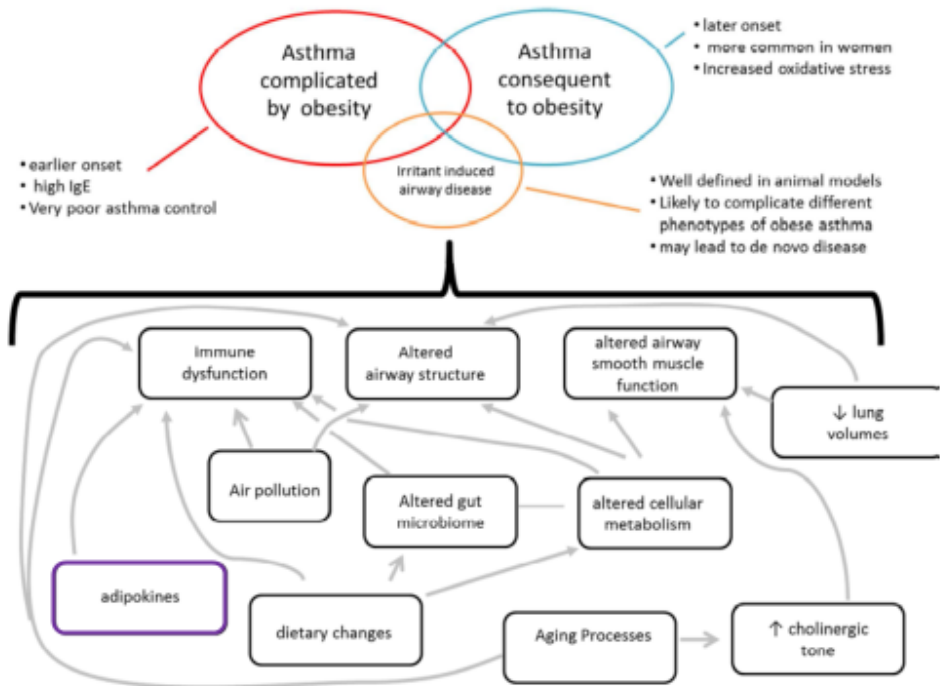 Asthma
complicated
by obesity
Asthma
consequent
to obesity
• later onset
• more common in women
• Increased oxidative stress
Irritant induced
airway disease
• earlier onset
• high IgE
• Very poor asthma control
• Well defined in animal models
• Likely to complicate different
phenotypes of obese asthma
• may lead to de novo disease
Immune
dysfunction
Altered
airway structure
altered airway
smooth muscle
function
↓ lung
volumes
Air pollution
Altered gut
microbiome
altered cellular
metabolism
adipokines
dietary changes
Aging Processes
↑ cholinergic
tone